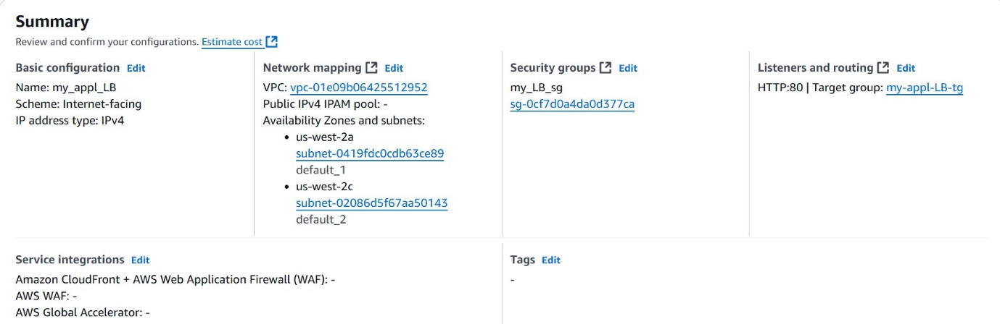 Summary
Review and confirm your configurations. Estimate cost
Basic configuration Edit
Name: my_appl_LB
Scheme: Internet-facing
IP address type: IPv4
Network mapping Edit
VPC: vpc-01e09b06425512952
Public IPv4 IPAM pool: -
Availability Zones and subnets:
• us-west-2a
subnet-0419fdc0cdb63ce89
default_1
• us-west-2c
subnet-02086d5f67aa50143
default_2
Security groups Edit
my_LB_sg
sg-0cf7d0a4da0d377ca
Listeners and routing Edit
HTTP:80 | Target group: my-appl-LB-tg
Service integrations Edit
Amazon CloudFront + AWS Web Application Firewall (WAF): -
AWS WAF: -
AWS Global Accelerator: -
Tags Edit
-